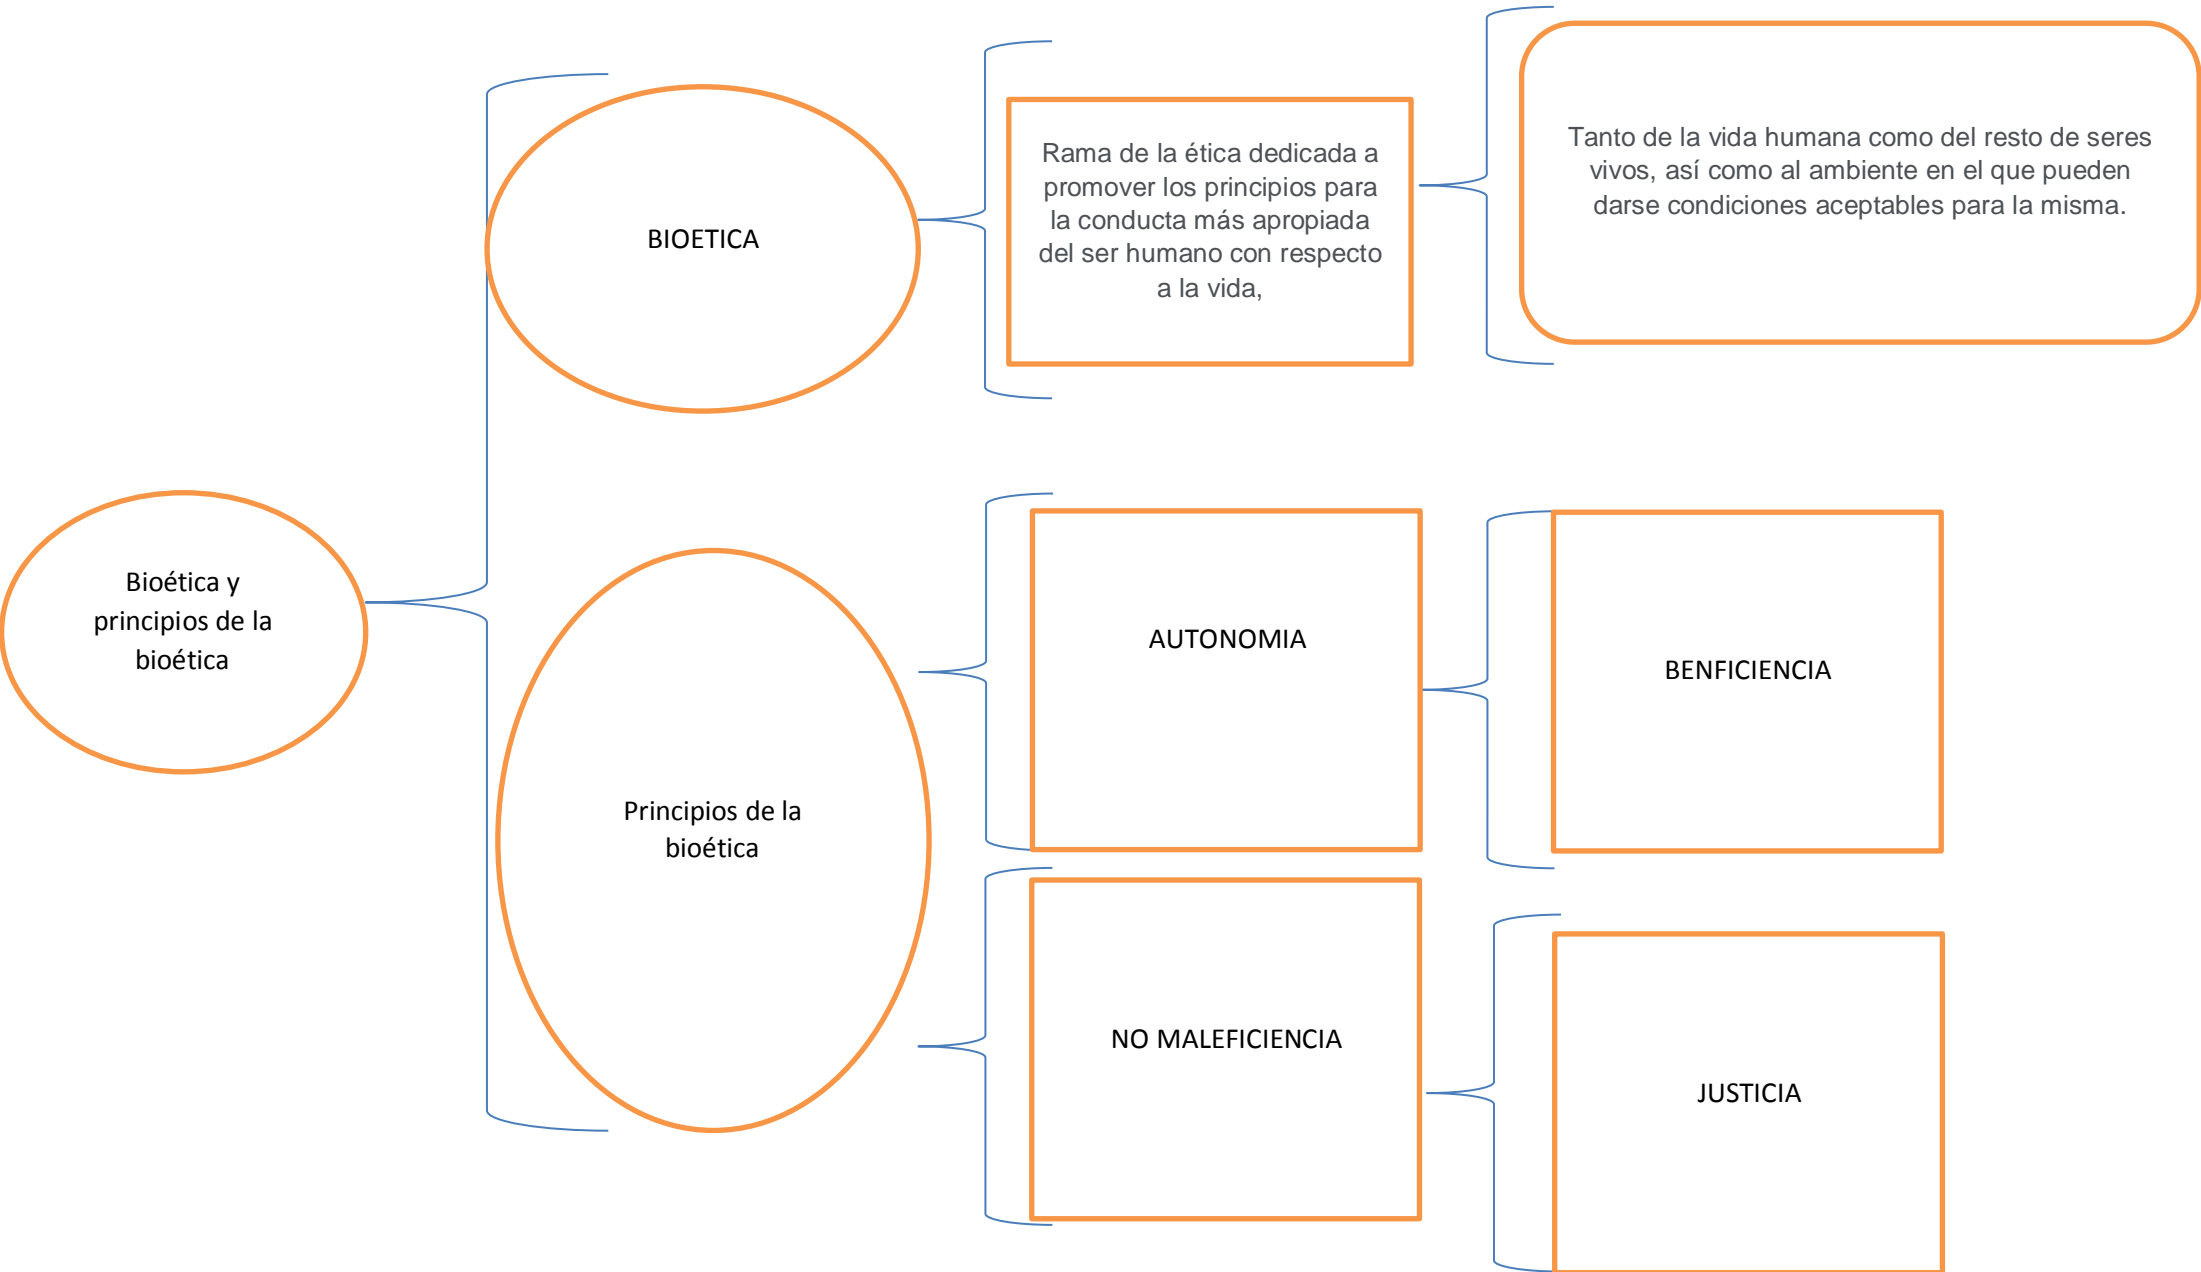 Bioética y
principios de la
bioética
BIOETICA
Rama de la ética dedicada a
promover los principios para
la conducta más apropiada
del ser humano con respecto
a la vida,
Tanto de la vida humana como del resto de seres
vivos, así como al ambiente en el que pueden
darse condiciones aceptables para la misma.
Principios de la
bioética
AUTONOMIA
BENFICIENCIA
NO MALEFICIENCIA
JUSTICIA